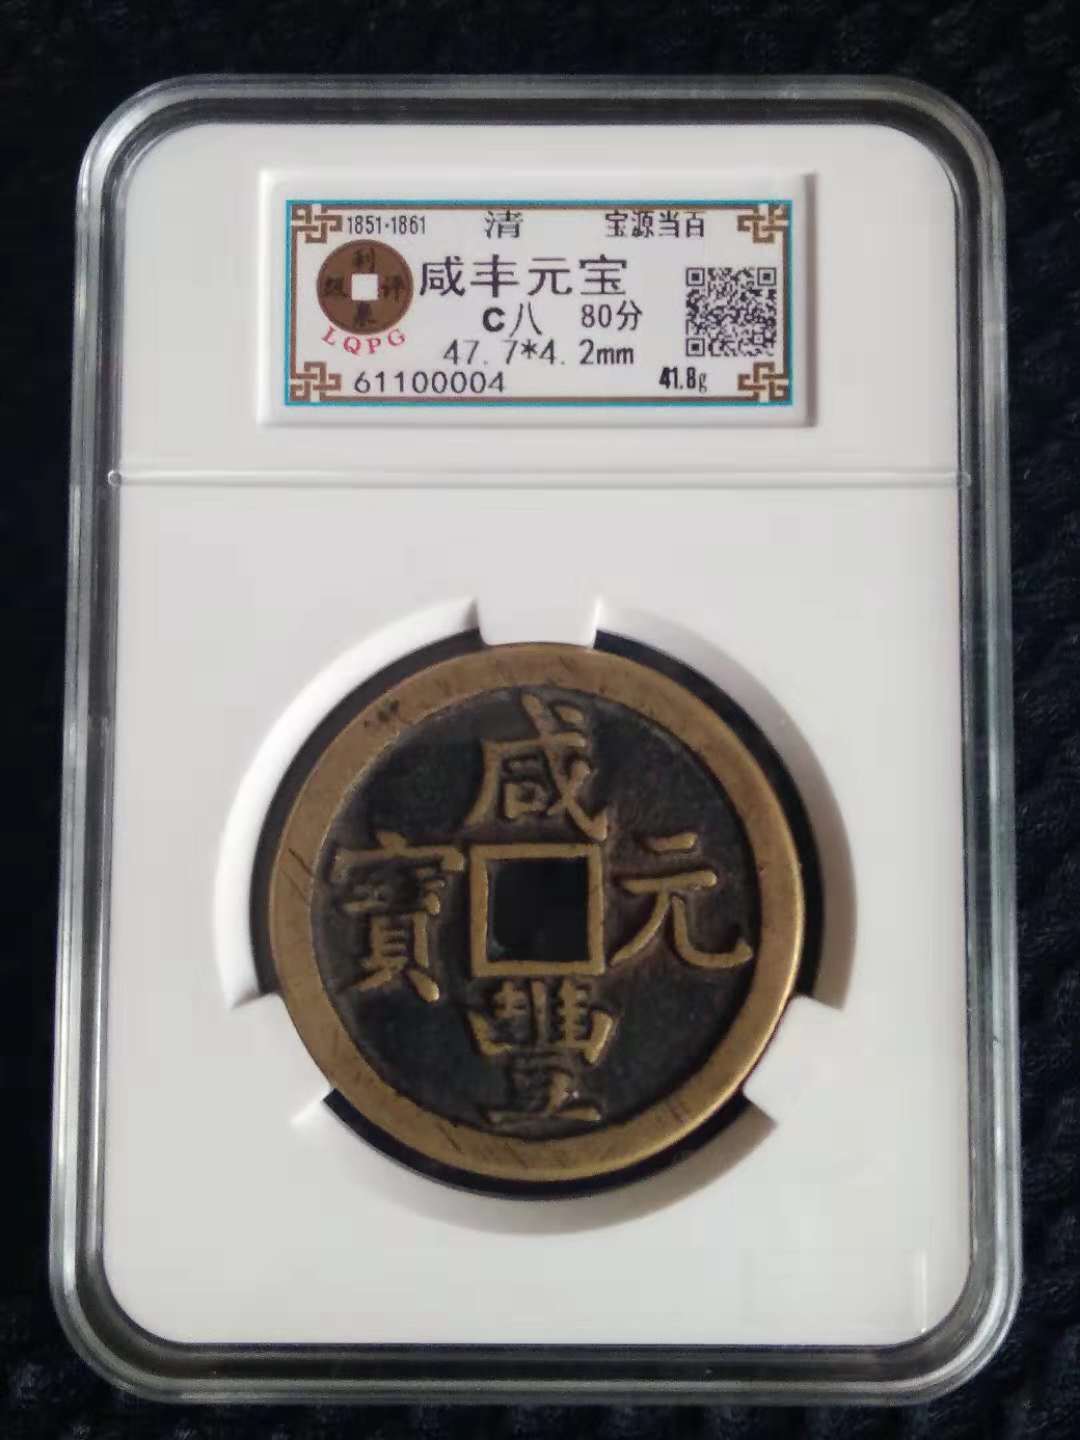 1851-1861 清 宝源当百
利泉评级
咸丰元宝
LQPG
C八 80分
47.7*4.2mm
61100004 41.8g
咸豐元寶